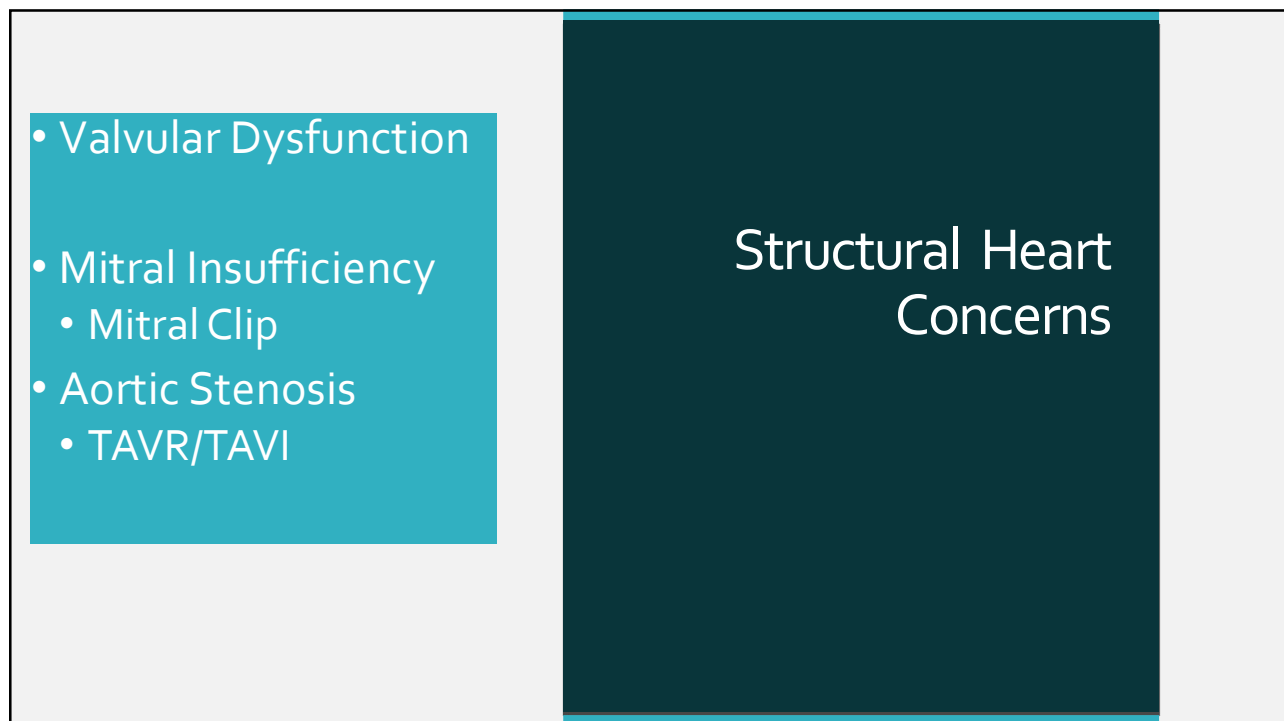 • Valvular Dysfunction
• Mitral Insufficiency
• Mitral Clip
• Aortic Stenosis
• TAVR/TAVI
Structural Heart
Concerns